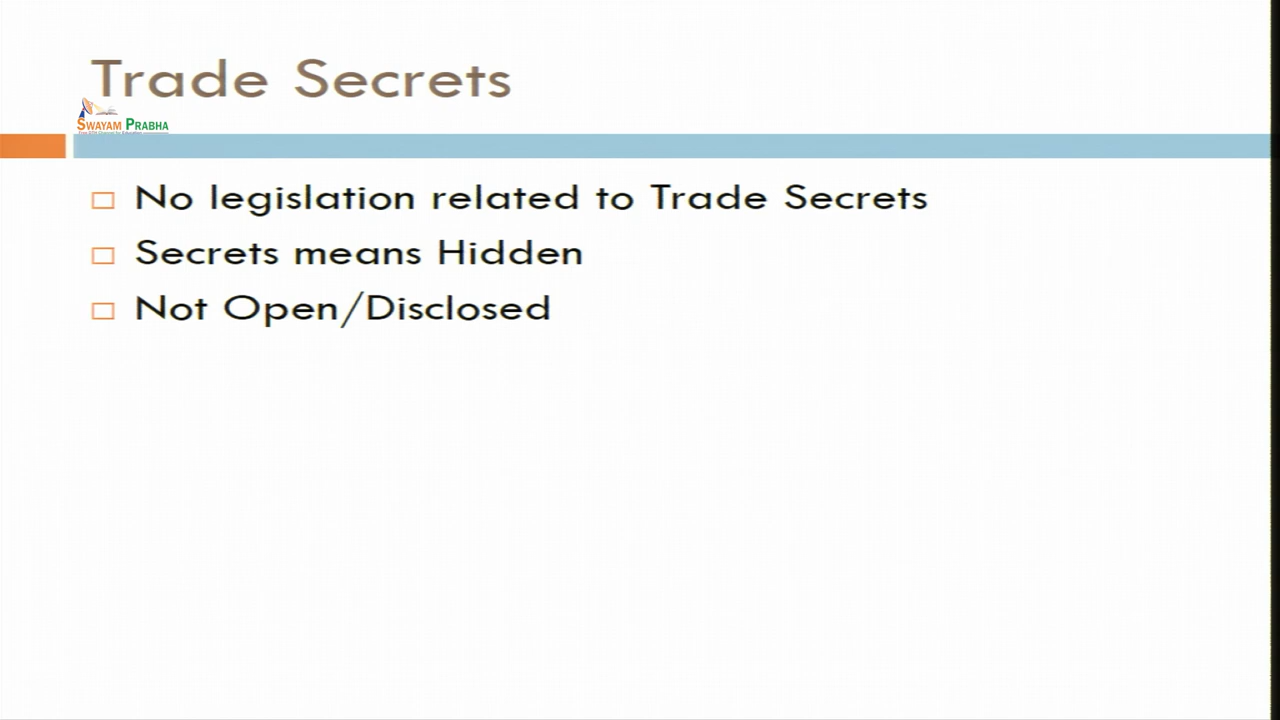 Trade Secrets
SWAYAM PRABHA
No legislation related to Trade Secrets
Secrets means Hidden
Not Open/Disclosed